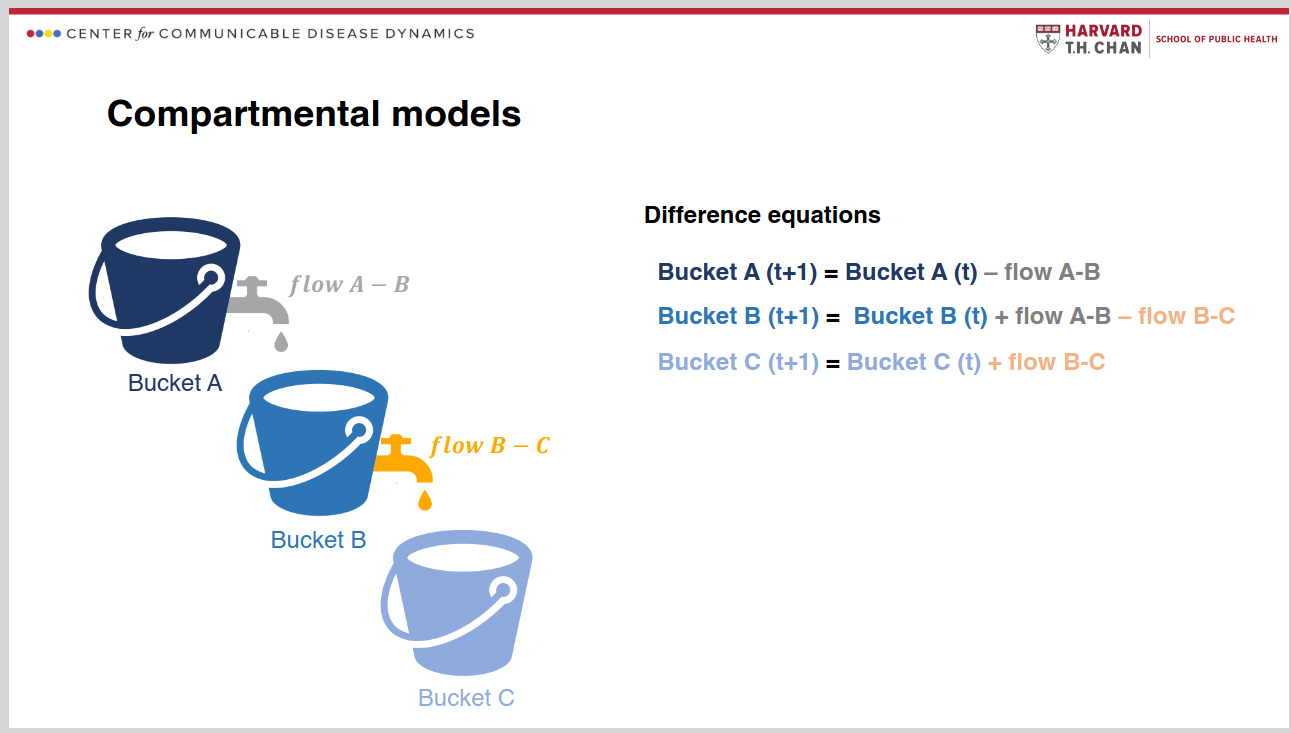 CENTER for COMMUNICABLE DISEASE DYNAMICS
HARVARD
T.H. CHAN
SCHOOL OF PUBLIC HEALTH
Compartmental models
flow A – B
Bucket A
flow B – C
Bucket B
Bucket C
Difference equations
Bucket A (t+1) = Bucket A (t) – flow A-B
Bucket B (t+1) = Bucket B (t) + flow A-B – flow B-C
Bucket C (t+1) = Bucket C (t) + flow B-C